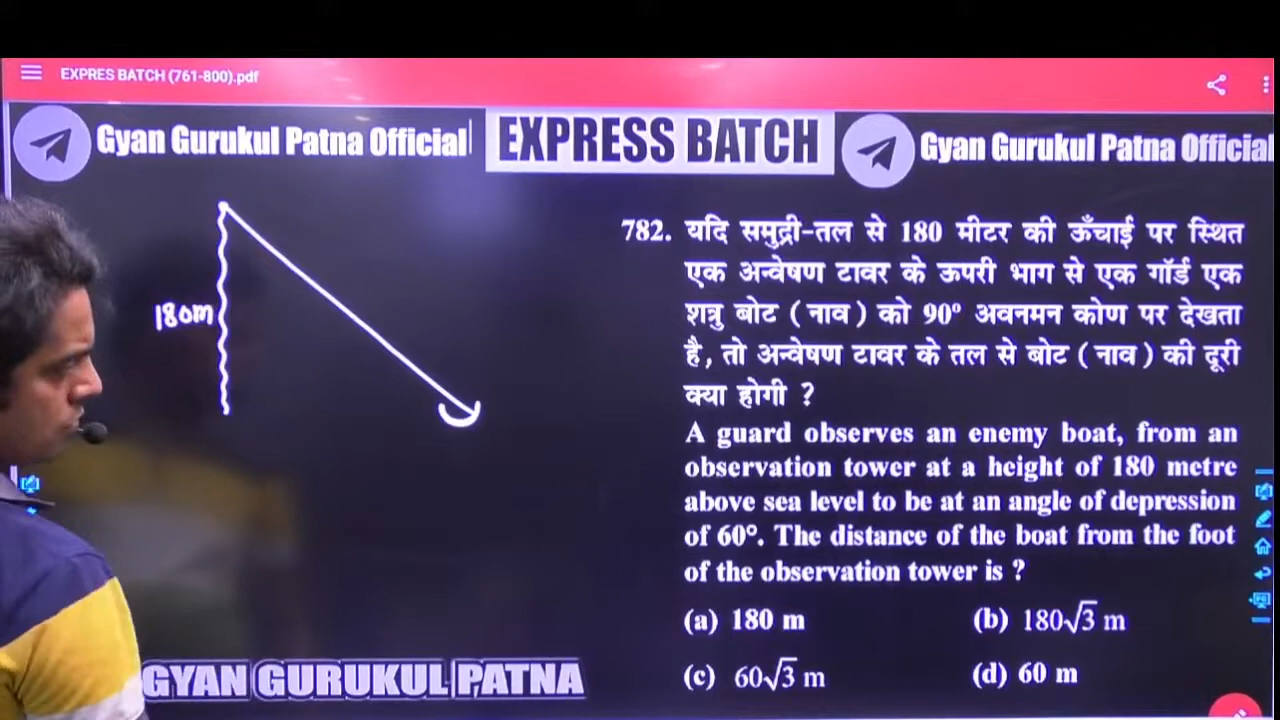 EXPRES BATCH (761-800).pdf
Gyan Gurukul Patna Official
EXPRESS BATCH
Gyan Gurukul Patna Official
180m
782. यदि समुद्री-तल से 180 मीटर की ऊँचाई पर स्थित
एक अन्वेषण टावर के ऊपरी भाग से एक गॉर्ड एक
शत्रु बोट ( नाव ) को 90º अवनमन कोण पर देखता
है, तो अन्वेषण टावर के तल से बोट ( नाव ) की दूरी
क्या होगी ?
A guard observes an enemy boat, from an
observation tower at a height of 180 metre
above sea level to be at an angle of depression
of 60°. The distance of the boat from the foot
of the observation tower is ?
(a) 180 m (b) 180√3 m
(c) 60√3 m (d) 60 m
GYAN GURUKUL PATNA